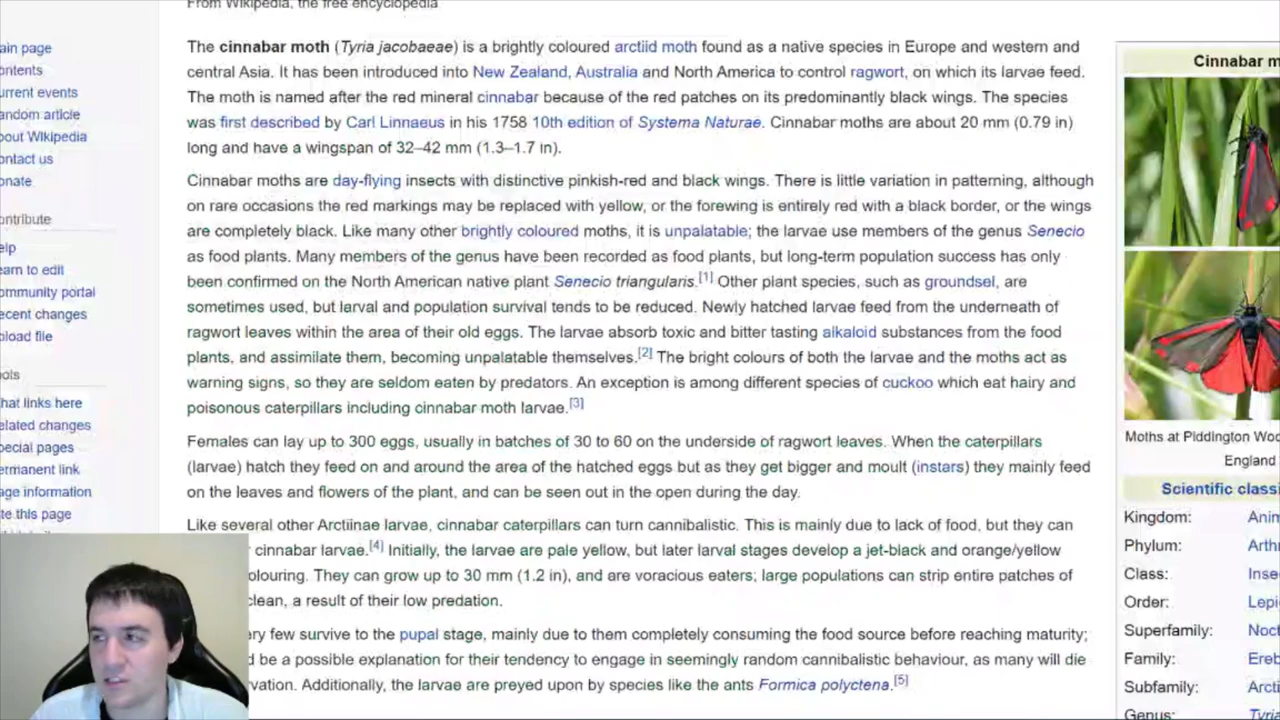 From Wikipedia, the free encyclopedia
ain page
ontents
urrent events
andom article
bout Wikipedia
ontact us
onate
ontribute
elp
earn to edit
ommunity portal
ecent changes
pload file
ols
hat links here
elated changes
pecial pages
ermanent link
age information
te this page
The cinnabar moth (Tyria jacobaeae) is a brightly coloured arctiid moth found as a native species in Europe and western and
central Asia. It has been introduced into New Zealand, Australia and North America to control ragwort, on which its larvae feed.
The moth is named after the red mineral cinnabar because of the red patches on its predominantly black wings. The species
was first described by Carl Linnaeus in his 1758 10th edition of Systema Naturae. Cinnabar moths are about 20 mm (0.79 in)
long and have a wingspan of 32–42 mm (1.3–1.7 in).
Cinnabar moths are day-flying insects with distinctive pinkish-red and black wings. There is little variation in patterning, although
on rare occasions the red markings may be replaced with yellow, or the forewing is entirely red with a black border, or the wings
are completely black. Like many other brightly coloured moths, it is unpalatable; the larvae use members of the genus Senecio
as food plants. Many members of the genus have been recorded as food plants, but long-term population success has only
been confirmed on the North American native plant Senecio triangularis.[1] Other plant species, such as groundsel, are
sometimes used, but larval and population survival tends to be reduced. Newly hatched larvae feed from the underneath of
ragwort leaves within the area of their old eggs. The larvae absorb toxic and bitter tasting alkaloid substances from the food
plants, and assimilate them, becoming unpalatable themselves.[2] The bright colours of both the larvae and the moths act as
warning signs, so they are seldom eaten by predators. An exception is among different species of cuckoo which eat hairy and
poisonous caterpillars including cinnabar moth larvae.[3]
Females can lay up to 300 eggs, usually in batches of 30 to 60 on the underside of ragwort leaves. When the caterpillars
(larvae) hatch they feed on and around the area of the hatched eggs but as they get bigger and moult (instars) they mainly feed
on the leaves and flowers of the plant, and can be seen out in the open during the day.
Like several other Arctiinae larvae, cinnabar caterpillars can turn cannibalistic. This is mainly due to lack of food, but they can
cinnabar larvae.[4] Initially, the larvae are pale yellow, but later larval stages develop a jet-black and orange/yellow
olouring. They can grow up to 30 mm (1.2 in), and are voracious eaters; large populations can strip entire patches of
clean, a result of their low predation.
ry few survive to the pupal stage, mainly due to them completely consuming the food source before reaching maturity;
d be a possible explanation for their tendency to engage in seemingly random cannibalistic behaviour, as many will die
vation. Additionally, the larvae are preyed upon by species like the ants Formica polyctena.[5]
Cinnabar m
Moths at Piddington Woo
England
Scientific classi
Kingdom: Anim
Phylum: Arth
Class: Inse
Order: Lepi
Superfamily: Noct
Family: Ereb
Subfamily: Arcti
Genus: Tyria